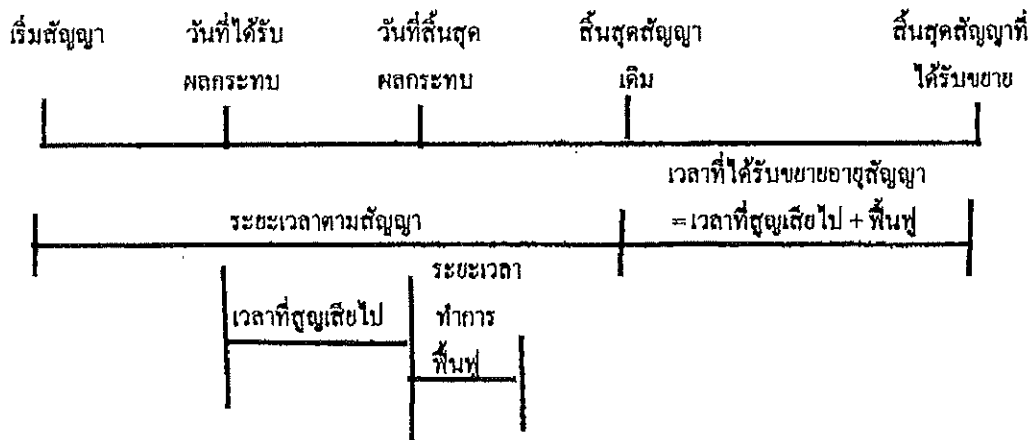 เริ่มสัญญา วันที่ได้รับ วันที่สิ้นสุด สิ้นสุดสัญญา สิ้นสุดสัญญาที่
ผลกระทบ ผลกระทบ เดิม ได้รับขยาย
เวลาที่ได้รับขยายอายุสัญญา
ระยะเวลาตามสัญญา =เวลาที่สูญเสียไป + ฟื้นฟู
ระยะเวลา
เวลาที่สูญเสียไป ทำการ
ฟื้นฟู